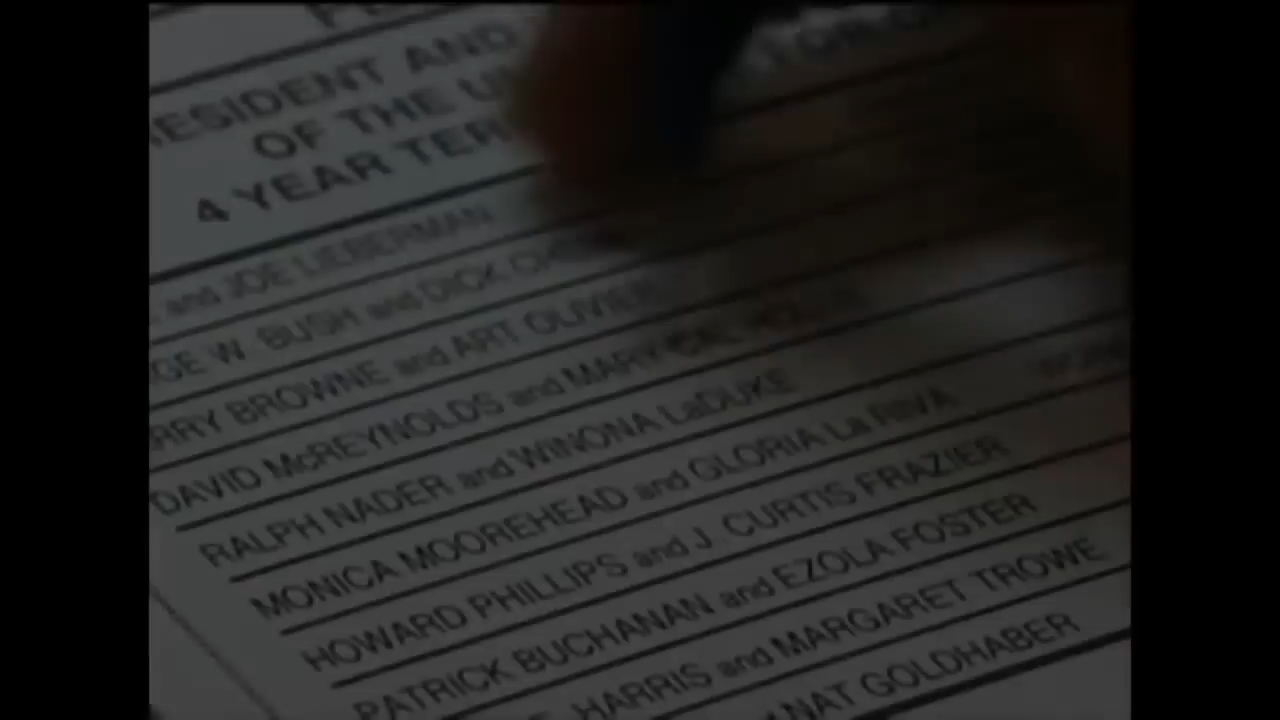 RESIDENT AND
OF THE U
4 YEAR TER
and JOE LIEBERMAN
GE W. BUSH and DICK
RRY BROWNE and ART OLIVIER
DAVID McREYNOLDS and MARY CAL
RALPH NADER and WINONA LaDUKE
MONICA MOOREHEAD and GLORIA La RIVA
HOWARD PHILLIPS and J. CURTIS FRAZIER
PATRICK BUCHANAN and EZOLA FOSTER
E. HARRIS and MARGARET TROWE
NAT GOLDHABER